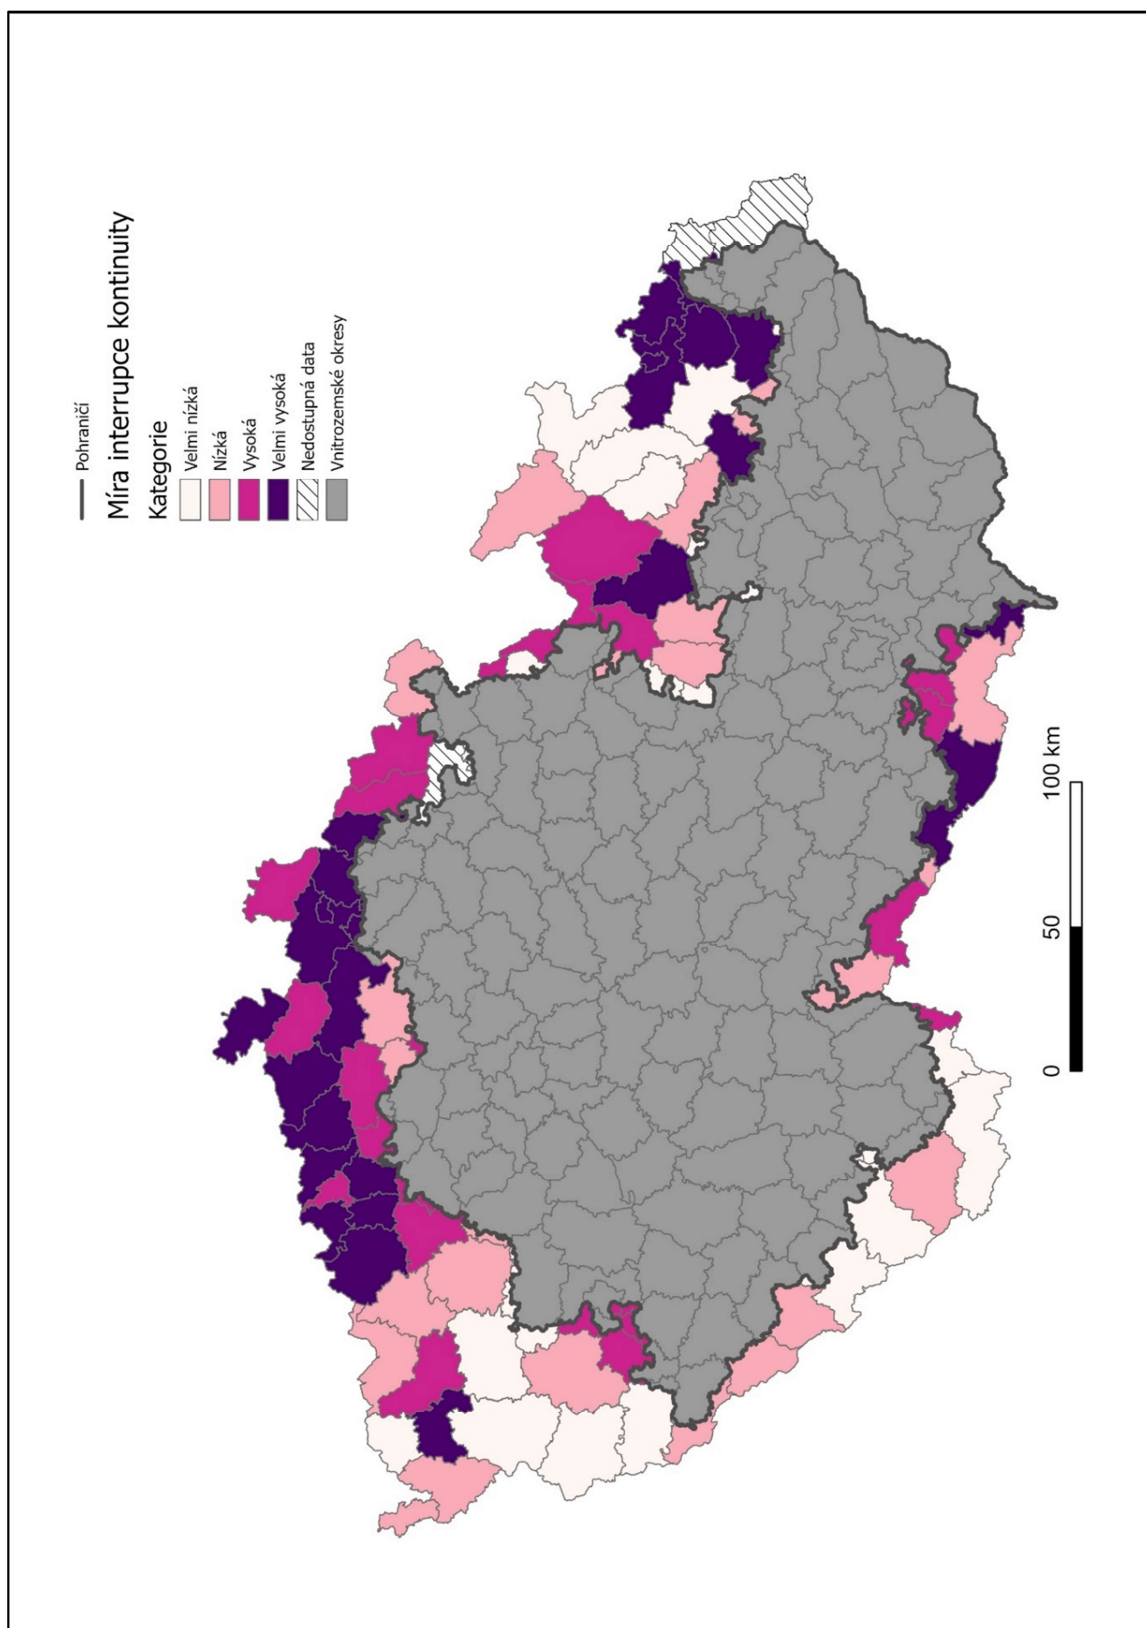 Pohraničí
Míra interrupce kontinuity
Kategorie
Velmi nízká
Nízká
Vysoká
Velmi vysoká
Nedostupná data
Vnitrozemské okresy
0 50 100 km